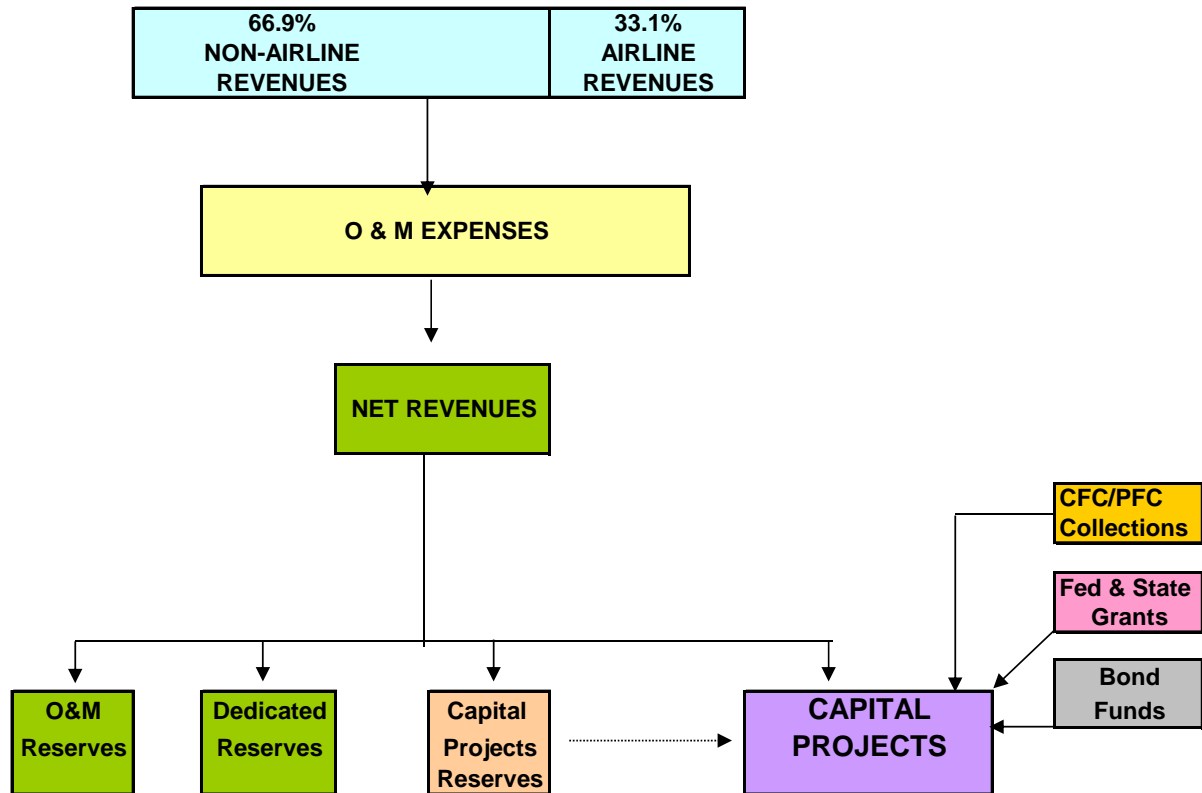 66.9%
NON-AIRLINE
REVENUES
33.1%
AIRLINE
REVENUES
O & M EXPENSES
NET REVENUES
CFC/PFC
Collections
Fed & State
Grants
Bond
Funds
O&M
Reserves
Dedicated
Reserves
Capital
Projects
Reserves
CAPITAL
PROJECTS